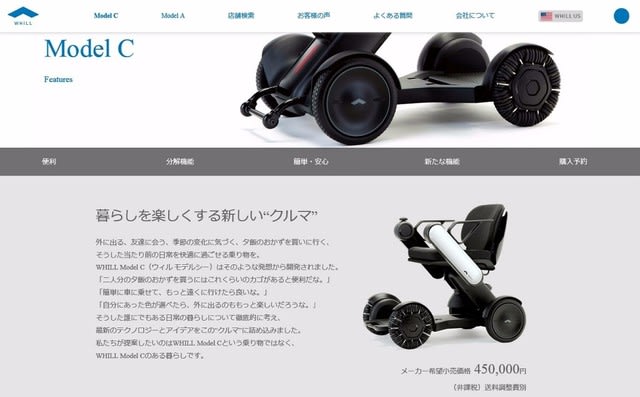 WHILL
Model C
Model A
店舗検索
お客様の声
よくある質問
会社について
WHILL US
Model C
Features
便利
分解機能
簡単・安心
新たな機能
購入予約
暮らしを楽しくする新しい“クルマ”
外に出る、友達に会う、季節の変化に気づく、夕飯のおかずを買いに行く、
そうした当たり前の日常を快適に過ごせる乗り物を。
WHILL Model C（ウィル モデルシー）はそのような発想から開発されました。
「二人分の夕飯のおかずを買うにはこれくらいのカゴがあると便利だな。」
「簡単に車に乗せて、もっと遠くに行けたら良いな。」
「自分にあった色が選べたら、外に出るのももっと楽しいだろうな。」
そうした誰にでもある日常の暮らしについて徹底的に考え、
最新のテクノロジーとアイデアをこの“クルマ”に詰め込みました。
私たちが提案したいのはWHILL Model Cという乗り物ではなく、
WHILL Model Cのある暮らしです。
メーカー希望小売価格 450,000円
（非課税）送料調整費別